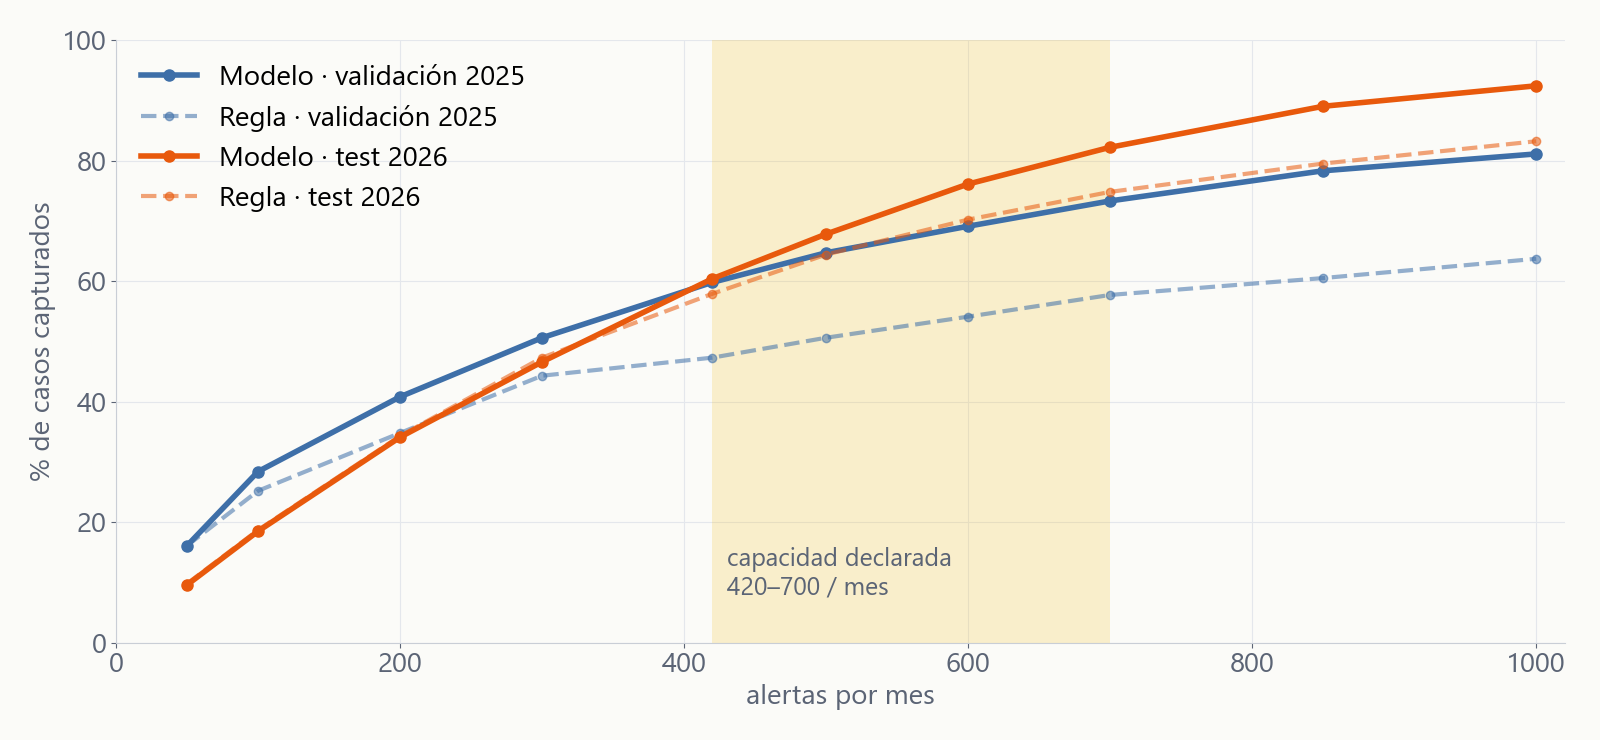 Modelo · validación 2025
Regla · validación 2025
Modelo · test 2026
Regla · test 2026
% de casos capturados
100
80
60
40
20
0
capacidad declarada
420–700 / mes
0 200 400 600 800 1000
alertas por mes